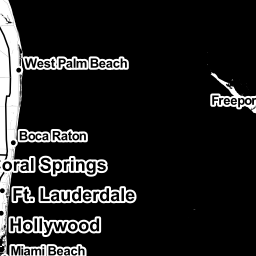 West Palm Beach
Freepor
Boca Raton
oral Springs
Ft. Lauderdale
Hollywood
Miami Beach